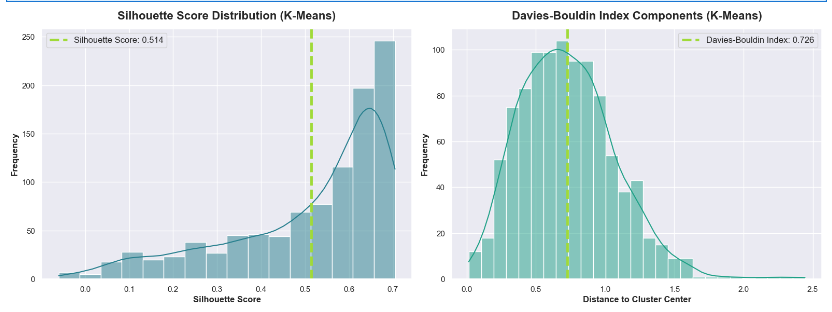 Silhouette Score Distribution (K-Means)
Silhouette Score: 0.514
Frequency
250
200
150
100
50
0
0.0 0.1 0.2 0.3 0.4 0.5 0.6 0.7
Silhouette Score
Davies-Bouldin Index Components (K-Means)
Davies-Bouldin Index: 0.726
Frequency
100
80
60
40
20
0
0.0 0.5 1.0 1.5 2.0 2.5
Distance to Cluster Center